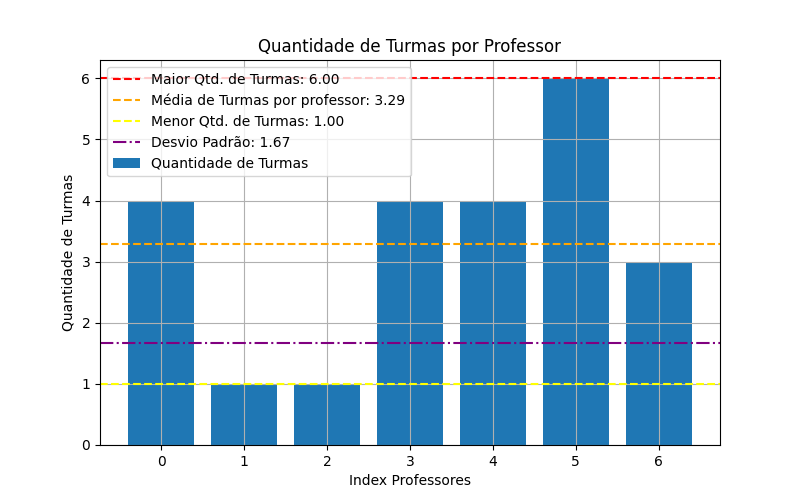 Quantidade de Turmas por Professor
Maior Qtd. de Turmas: 6.00
Média de Turmas por professor: 3.29
Menor Qtd. de Turmas: 1.00
Desvio Padrão: 1.67
Quantidade de Turmas
Quantidade de Turmas
6
5
4
3
2
1
0
0 1 2 3 4 5 6
Index Professores